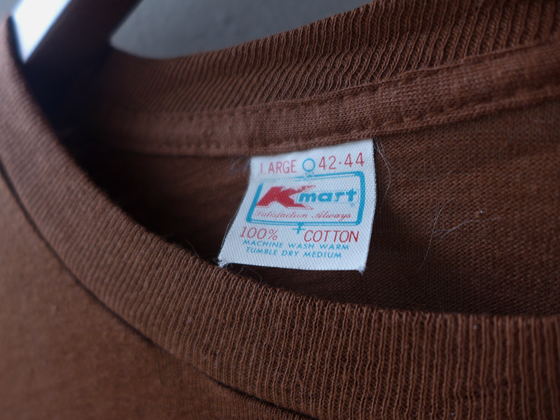 LARGE 42-44
Kmart
Satisfaction Always
100% COTTON
MACHINE WASH WARM
TUMBLE DRY MEDIUM